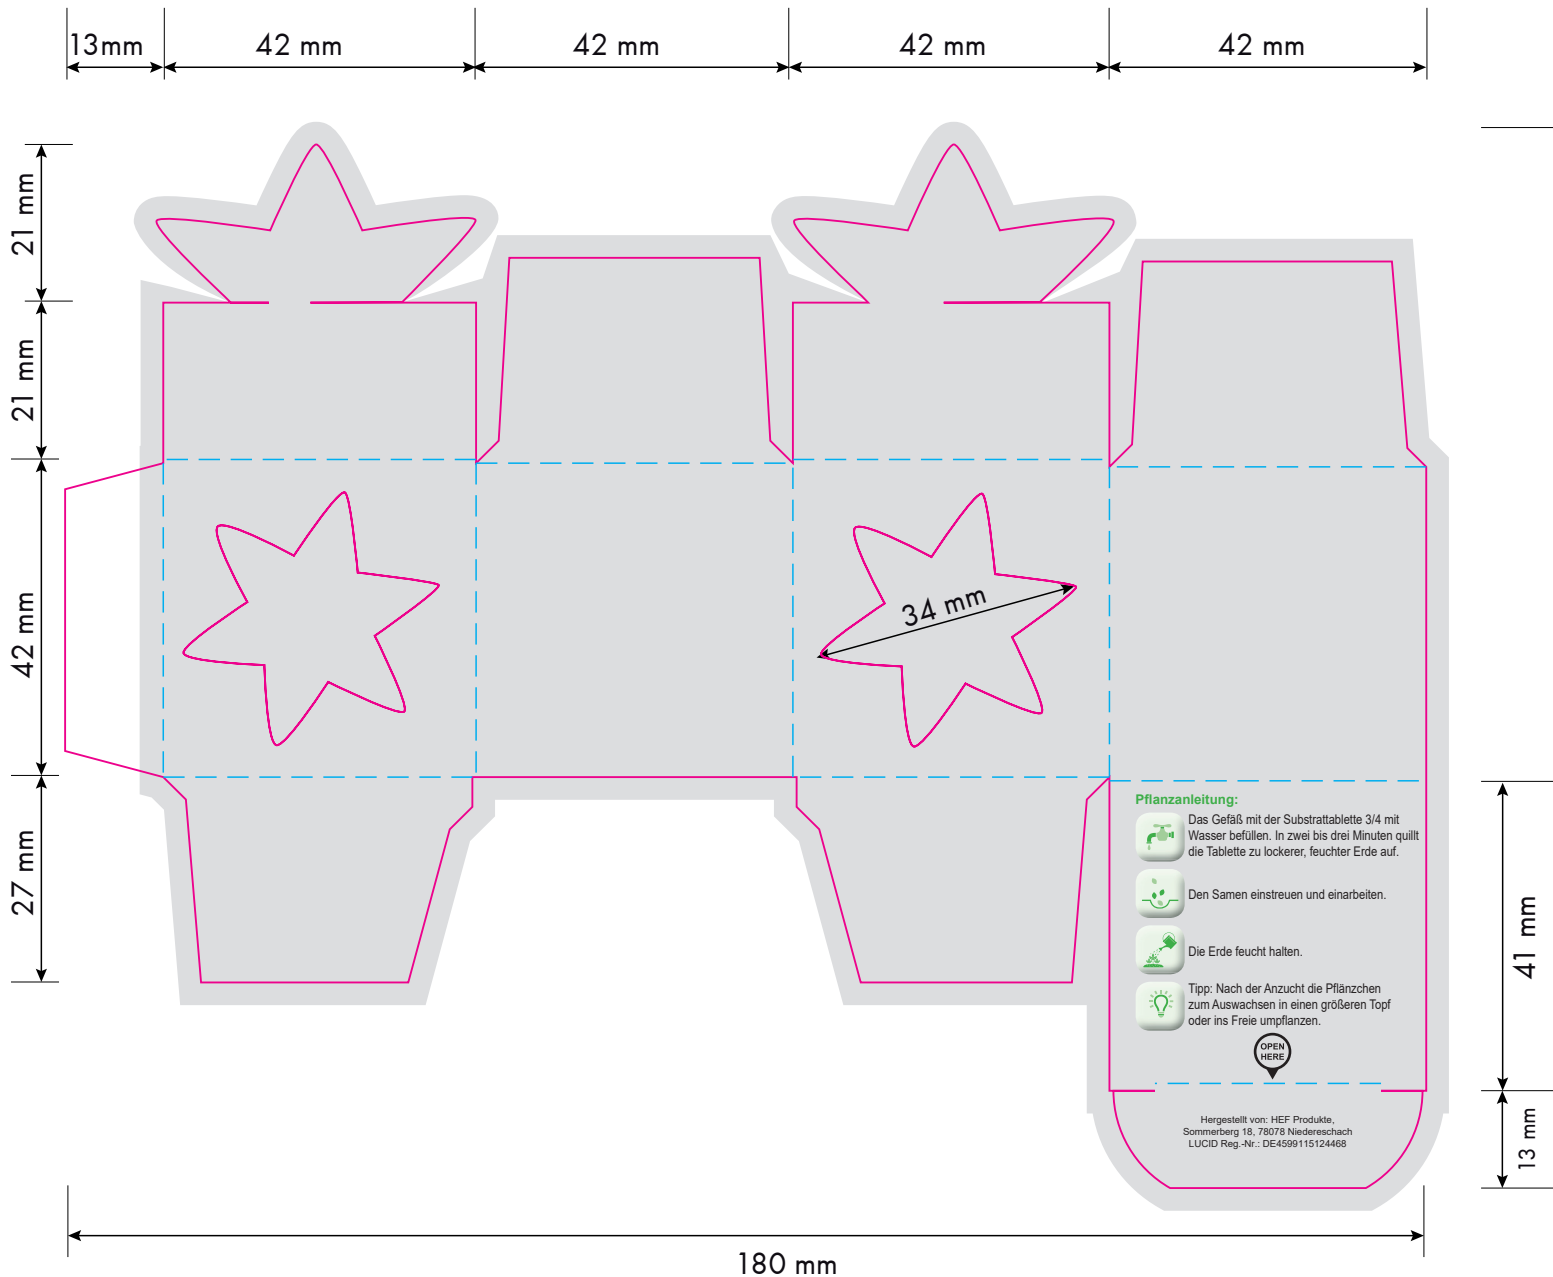 13mm
42 mm
42 mm
42 mm
42 mm
21 mm
21 mm
42 mm
27 mm
34 mm
Pflanzanleitung:
Das Gefäß mit der Substrattablette 3/4 mit
Wasser befüllen. In zwei bis drei Minuten quillt
die Tablette zu lockerer, feuchter Erde auf.
Den Samen einstreuen und einarbeiten.
Die Erde feucht halten.
Tipp: Nach der Anzucht die Pflänzchen
zum Auswachsen in einen größeren Topf
oder ins Freie umpflanzen.
OPEN
HERE
Hergestellt von: HEF Produkte,
Sommerberg 18, 78078 Niedereschach
LUCID Reg.-Nr.: DE4599115124468
41 mm
13 mm
180 mm